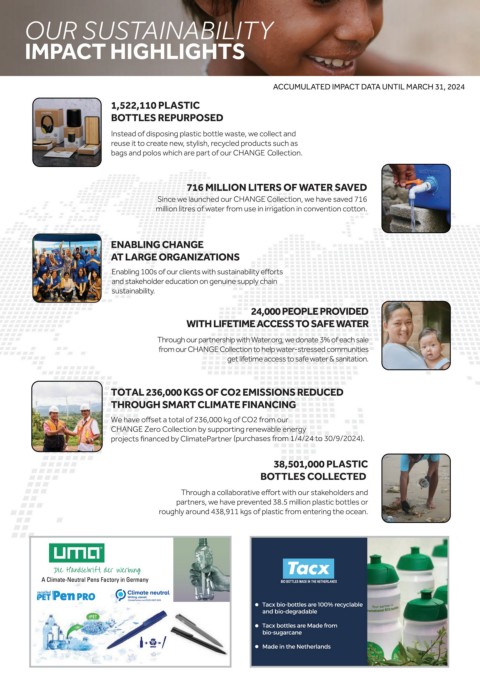 OUR SUSTAINABILITY
IMPACT HIGHLIGHTS
ACCUMULATED IMPACT DATA UNTIL MARCH 31, 2024
1,522,110 PLASTIC
BOTTLES REPURPOSED
Instead of disposing plastic bottle waste, we collect and
reuse it to create new, stylish, recycled products such as
bags and polos which are part of our CHANGE Collection.
716 MILLION LITERS OF WATER SAVED
Since we launched our CHANGE Collection, we have saved 716
million litres of water from use in irrigation in convention cotton.
ENABLING CHANGE
AT LARGE ORGANIZATIONS
Enabling 100s of our clients with sustainability efforts
and stakeholder education on genuine supply chain
sustainability.
24,000 PEOPLE PROVIDED
WITH LIFETIME ACCESS TO SAFE WATER
Through our partnership with Water.org, we donate 3% of each sale
from our CHANGE Collection to help water-stressed communities
get lifetime access to safe water & sanitation.
TOTAL 236,000 KGS OF CO2 EMISSIONS REDUCED
THROUGH SMART CLIMATE FINANCING
We have offset a total of 236,000 kg of CO2 from our
CHANGE Zero Collection by supporting renewable energy
projects financed by ClimatePartner (purchases from 1/4/24 to 30/9/2024).
38,501,000 PLASTIC
BOTTLES COLLECTED
Through a collaborative effort with our stakeholders and
partners, we have prevented 38.5 million plastic bottles or
roughly around 438,911 kgs of plastic from entering the ocean.
uma
Die Handschrift der Werbung
A Climate-Neutral Pens Factory in Germany
PET Pen PRO
Climate neutral
Tacx
BIO BOTTLES MADE IN THE NETHERLANDS
• Tacx bio-bottles are 100% recyclable
and bio-degradable
• Tacx bottles are Made from
bio-sugarcane
• Made in the Netherlands